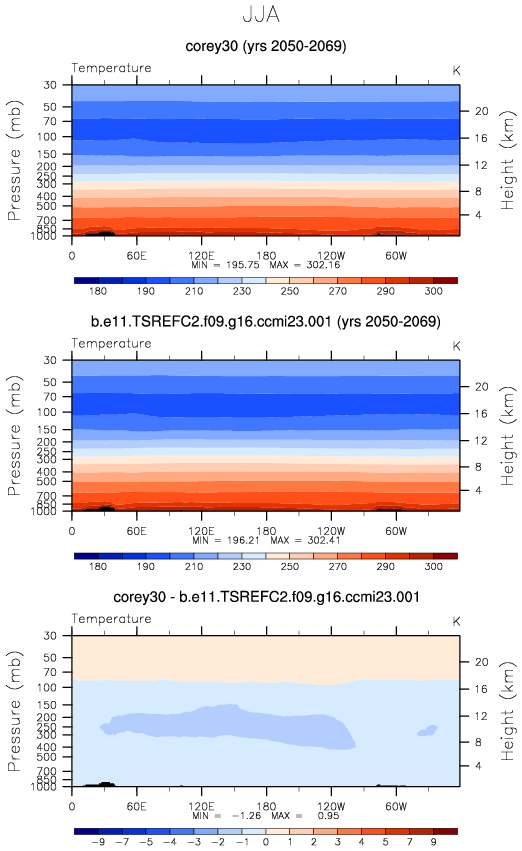 JJA
corey30 (yrs 2050-2069)
Temperature K
30
50
70
100
150
200
250
300
400
500
700
850
1000
Pressure (mb)
20
16
12
8
4
Height (km)
0 60E 120E 180 120W 60W
MIN = 195.75 MAX = 302.16
180 190 210 230 250 270 290 300
b.e11.TSREFC2.f09.g16.ccmi23.001 (yrs 2050-2069)
Temperature K
30
50
70
100
150
200
250
300
400
500
700
850
1000
Pressure (mb)
20
16
12
8
4
Height (km)
0 60E 120E 180 120W 60W
MIN = 196.21 MAX = 302.41
180 190 210 230 250 270 290 300
corey30 - b.e11.TSREFC2.f09.g16.ccmi23.001
Temperature K
30
50
70
100
150
200
250
300
400
500
700
850
1000
Pressure (mb)
20
16
12
8
4
Height (km)
0 60E 120E 180 120W 60W
MIN = -1.26 MAX = 0.95
-9 -7 -5 -4 -3 -2 -1 0 1 2 3 4 5 7 9